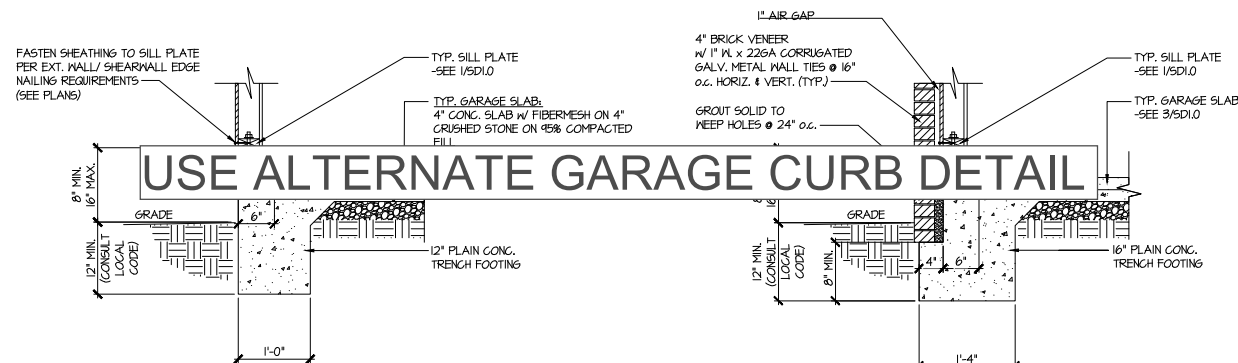 FASTEN SHEATHING TO SILL PLATE
PER EXT. WALL/ SHEARWALL EDGE
NAILING REQUIREMENTS
(SEE PLANS)
TYP. SILL PLATE
-SEE 1/SD1.0
TYP. GARAGE SLAB:
4" CONC. SLAB W/ FIBERMESH ON 4"
CRUSHED STONE ON 95% COMPACTED
FILL
8" MIN.
16" MAX.
GRADE
6"
12" MIN.
(CONSULT
LOCAL
CODE)
12" PLAIN CONC.
TRENCH FOOTING
1'-0"
USE ALTERNATE GARAGE CURB DETAIL
1" AIR GAP
4" BRICK VENEER
W/ 1" W. x 22GA CORRUGATED
GALV. METAL WALL TIES @ 16"
o.c. HORIZ. & VERT. (TYP.)
GROUT SOLID TO
WEEP HOLES @ 24" o.c.
TYP. SILL PLATE
-SEE 1/SD1.0
TYP. GARAGE SLAB
-SEE 3/SD1.0
GRADE
12" MIN.
(CONSULT
LOCAL
CODE)
8" MIN.
4"
6"
16" PLAIN CONC.
TRENCH FOOTING
1'-4"